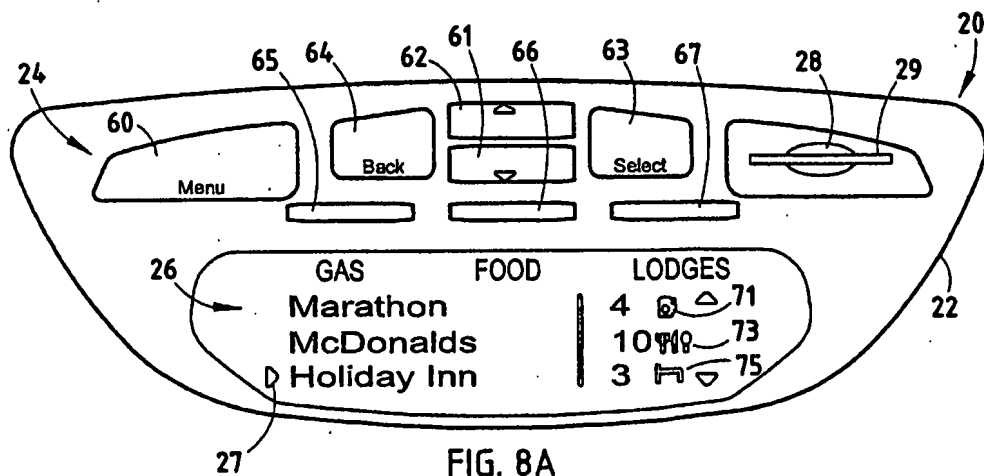 20
61
64 62 66 63 67 28 29
65
24
60
Menu
Back
Select
GAS FOOD LODGES
26
22
Marathon 4 71
McDonalds 10 73
Holiday Inn 3 75
27
FIG. 8A